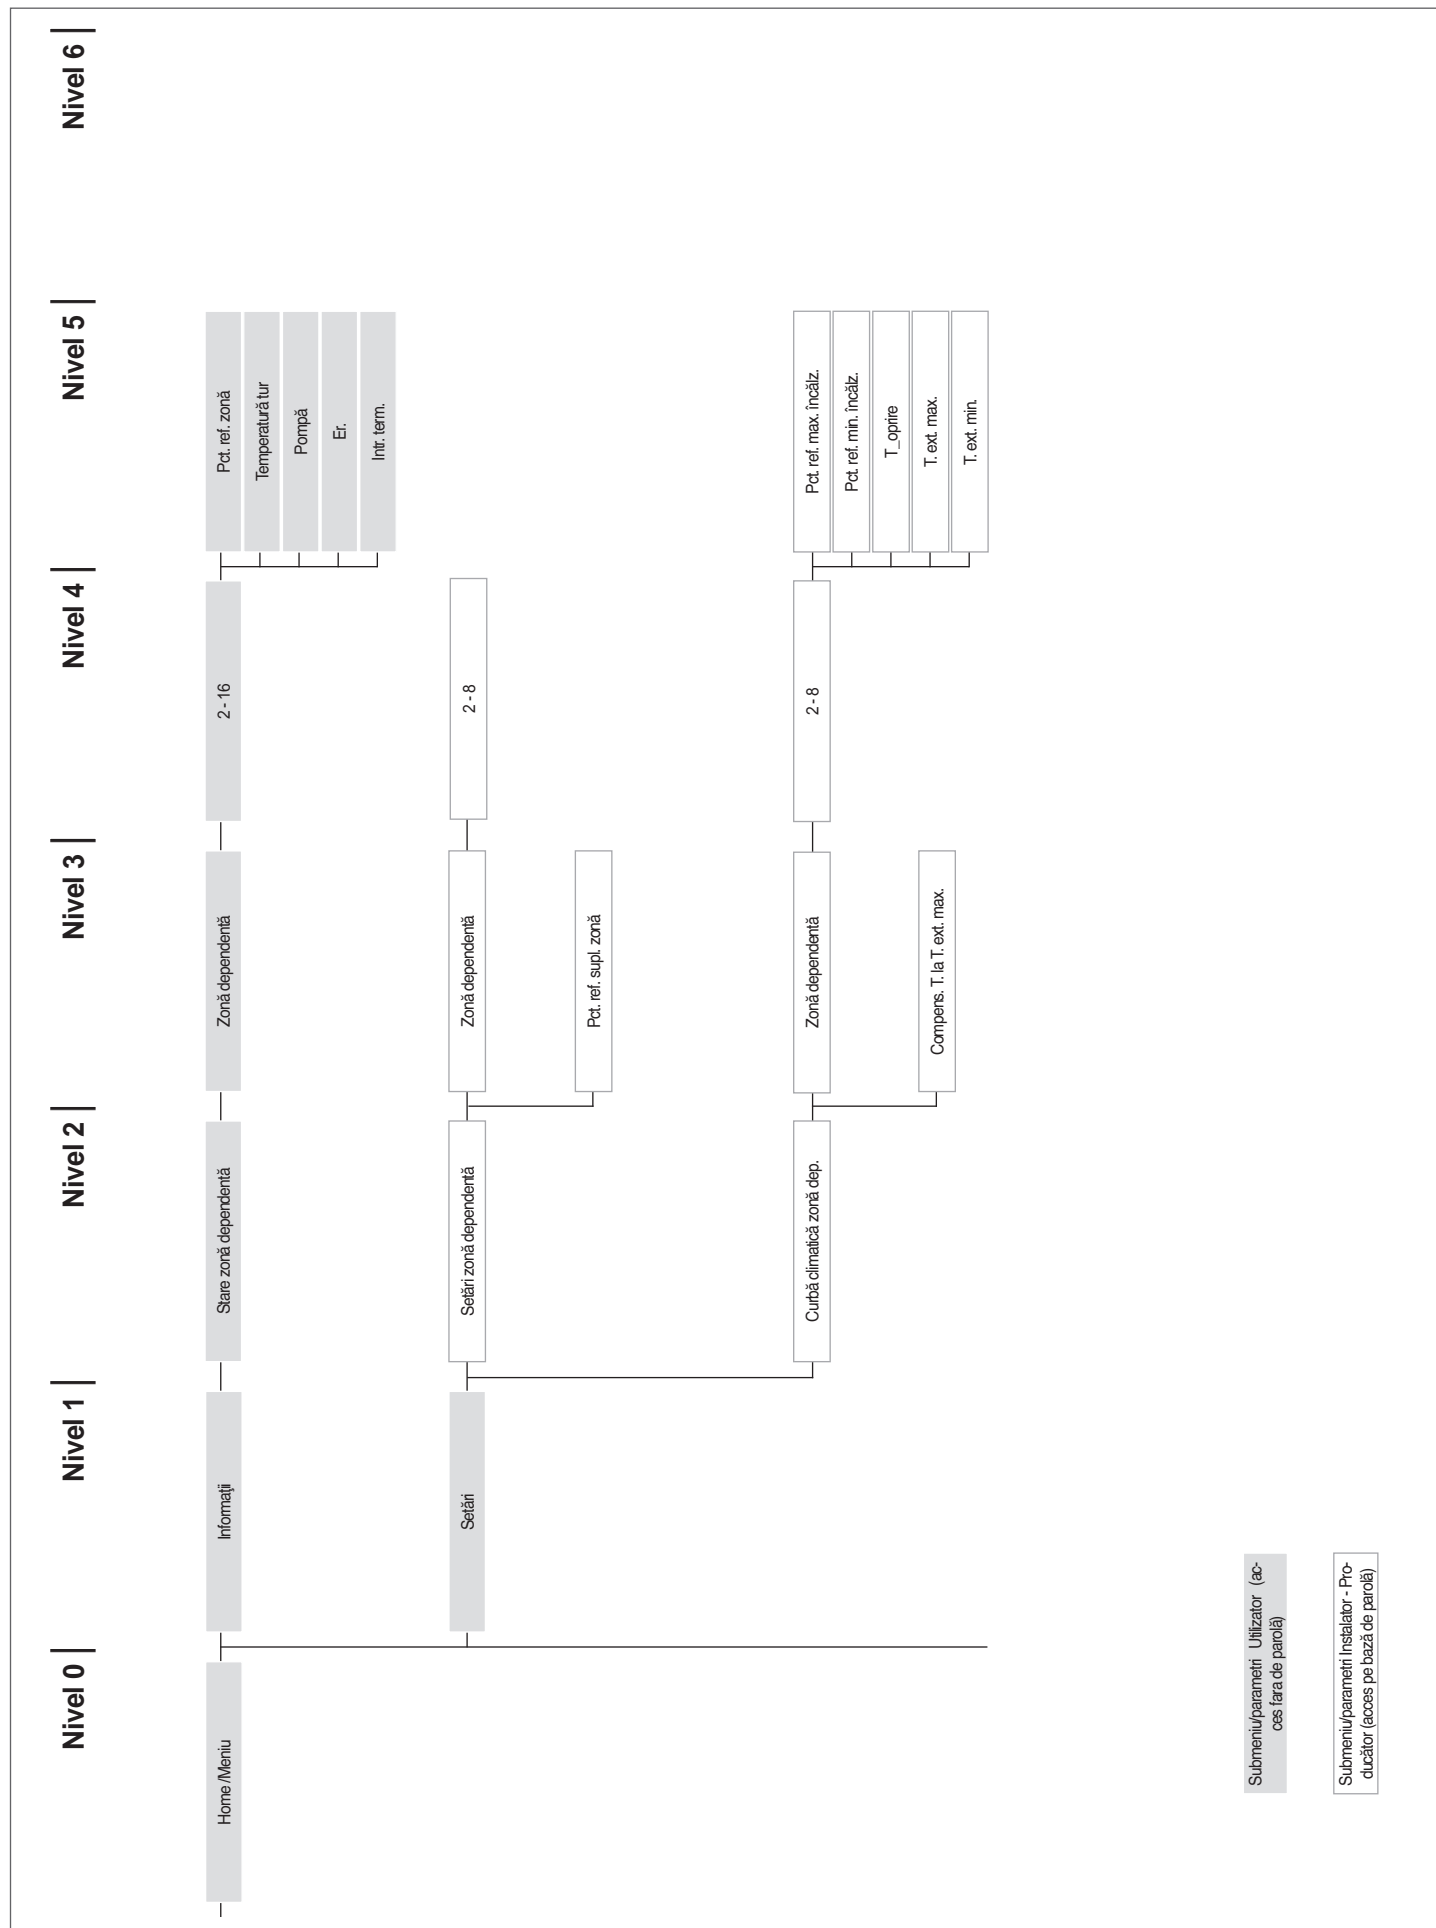 Nivel 0
Nivel 1
Nivel 2
Nivel 3
Nivel 4
Nivel 5
Nivel 6
Home /Meniu
Informaţii
Stare zonă dependentă
Zonă dependentă
2 - 16
Pct. ref. zonă
Temperatură tur
Pompă
Er.
Intr. term.
Setări
Setări zonă dependentă
Zonă dependentă
2 - 8
Pct. ref. supl. zonă
Curbă climatică zonă dep.
Zonă dependentă
2 - 8
Pct. ref. max. încălz.
Pct. ref. min. încălz.
T_oprire
T. ext. max.
T. ext. min.
Compens. T. la T. ext. max.
Submeniu/parametri Utilizator (ac-
ces fara de parolă)
Submeniu/parametri Instalator - Pro-
ducător (acces pe bază de parolă)